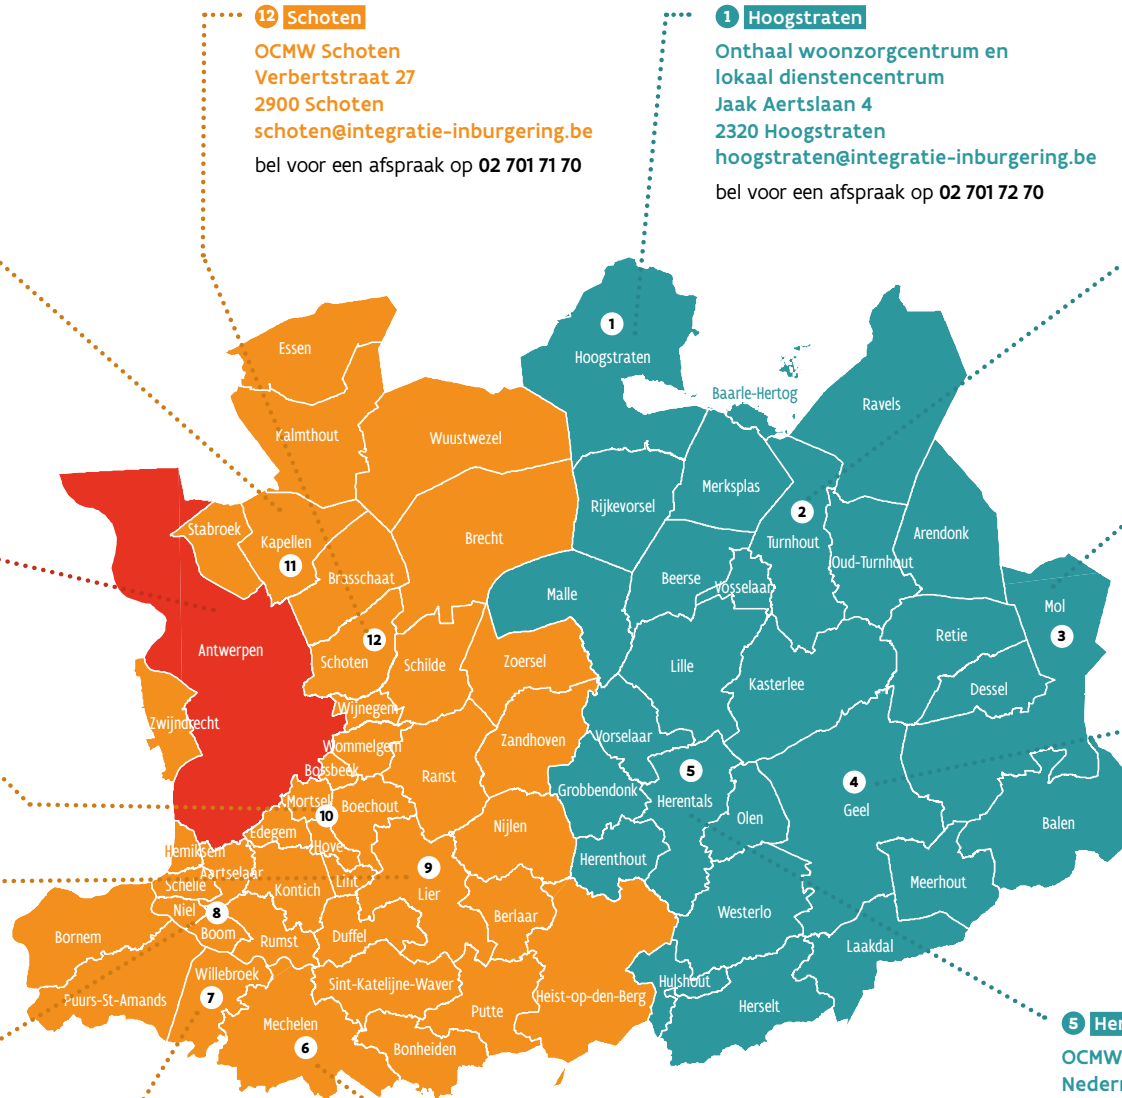 12 Schoten
OCMW Schoten
Verbertstraat 27
2900 Schoten
schoten@integratie-inburgering.be
bel voor een afspraak op 02 701 71 70
1 Hoogstraten
Onthaal woonzorgcentrum en
lokaal dienstencentrum
Jaak Aertslaan 4
2320 Hoogstraten
hoogstraten@integratie-inburgering.be
bel voor een afspraak op 02 701 72 70
1
Hoogstraten
Essen
Baarle-Hertog
Ravels
Kalmthout
Wuustwezel
Merksplas
Rijkevorsel
2
Turnhout
Stabroek
Kapellen
11
Brecht
Arendonk
Oud-Turnhout
Brasschaat
Beerse
Vosselaar
Malle
Mol
3
12
Schoten
Antwerpen
Schilde
Zoersel
Lille
Kasterlee
Retie
Dessel
Wijnegem
Zwijndrecht
Wommelgem
Zandhoven
Vorselaar
Borsbeek
Ranst
5
Herentals
4
Geel
Grobbendonk
Mortsel
10
Boechout
Olen
Balen
Edegem
Hove
Nijlen
Hemiksem
Herenthout
Aartselaar
9
Lier
Lint
Schelle
Kontich
Meerhout
Niel
8
Boom
Berlaar
Westerlo
Bornem
Rumst
Duffel
Laakdal
Willebroek
7
Sint-Katelijne-Waver
Hulshout
Puurs-St-Amands
Heist-op-den-Berg
Herselt
Putte
Mechelen
6
Bonheiden
5 Her
OCMW
Nederr